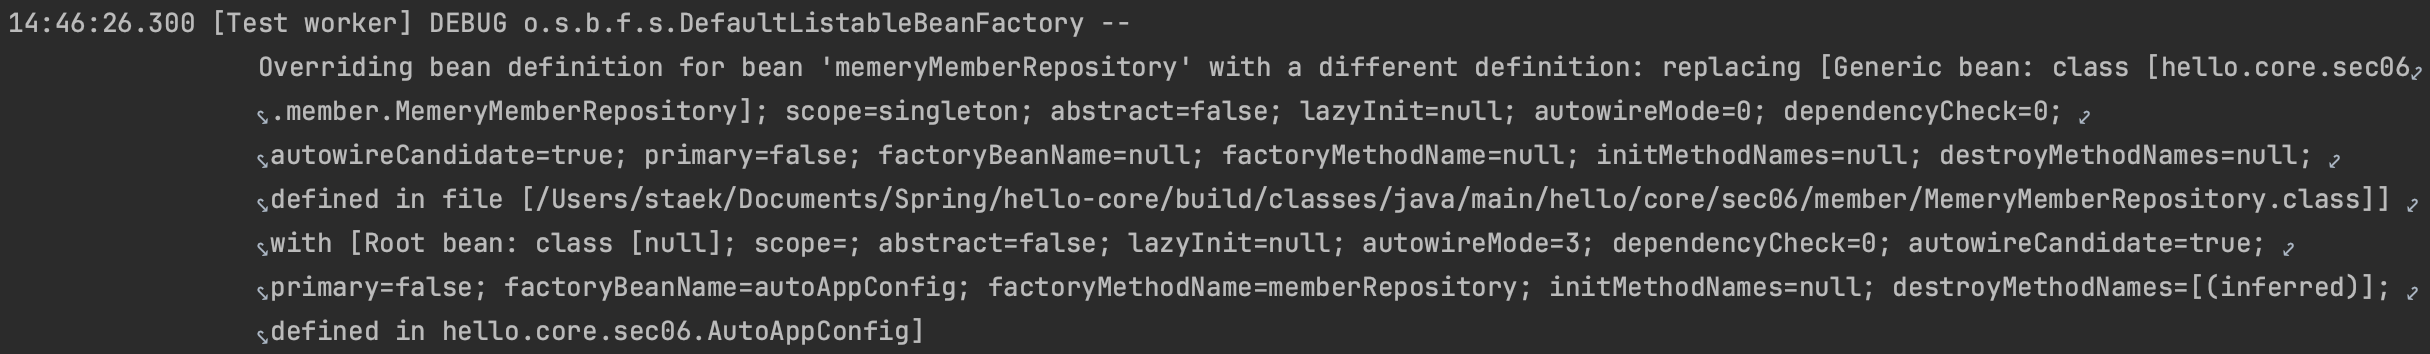 14:46:26.300 [Test worker] DEBUG o.s.b.f.s.DefaultListableBeanFactory --
Overriding bean definition for bean 'memeryMemberRepository' with a different definition: replacing [Generic bean: class [hello.core.sec06
.member.MemeryMemberRepository]; scope=singleton; abstract=false; lazyInit=null; autowireMode=0; dependencyCheck=0;
autowireCandidate=true; primary=false; factoryBeanName=null; factoryMethodName=null; initMethodNames=null; destroyMethodNames=null;
defined in file [/Users/staek/Documents/Spring/hello-core/build/classes/java/main/hello/core/sec06/member/MemeryMemberRepository.class]]
with [Root bean: class [null]; scope=; abstract=false; lazyInit=null; autowireMode=3; dependencyCheck=0; autowireCandidate=true;
primary=false; factoryBeanName=autoAppConfig; factoryMethodName=memberRepository; initMethodNames=null; destroyMethodNames=[(inferred)];
defined in hello.core.sec06.AutoAppConfig]